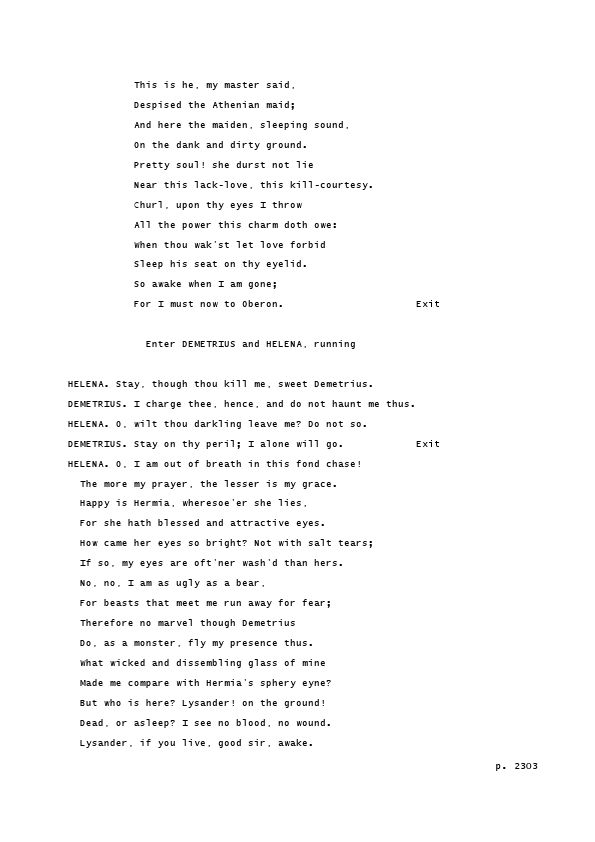 This is he, my master said,
Despised the Athenian maid;
And here the maiden, sleeping sound,
On the dank and dirty ground.
Pretty soul! she durst not lie
Near this lack-love, this kill-courtesy.
Churl, upon thy eyes I throw
All the power this charm doth owe:
When thou wak'st let love forbid
Sleep his seat on thy eyelid.
So awake when I am gone;
For I must now to Oberon. Exit
Enter DEMETRIUS and HELENA, running
HELENA. Stay, though thou kill me, sweet Demetrius.
DEMETRIUS. I charge thee, hence, and do not haunt me thus.
HELENA. O, wilt thou darkling leave me? Do not so.
DEMETRIUS. Stay on thy peril; I alone will go. Exit
HELENA. O, I am out of breath in this fond chase!
The more my prayer, the lesser is my grace.
Happy is Hermia, wheresoe'er she lies,
For she hath blessed and attractive eyes.
How came her eyes so bright? Not with salt tears;
If so, my eyes are oft'ner wash'd than hers.
No, no, I am as ugly as a bear,
For beasts that meet me run away for fear;
Therefore no marvel though Demetrius
Do, as a monster, fly my presence thus.
What wicked and dissembling glass of mine
Made me compare with Hermia's sphery eyne?
But who is here? Lysander! on the ground!
Dead, or asleep? I see no blood, no wound.
Lysander, if you live, good sir, awake.
p. 2303